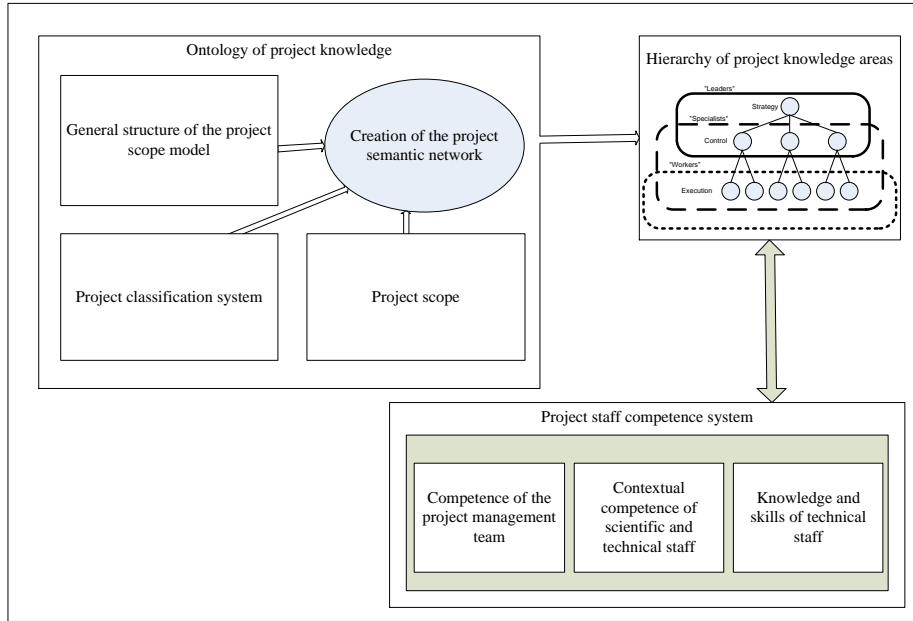 Ontology of project knowledge
General structure of the project
scope model
Creation of the project
semantic network
Project classification system
Project scope
Hierarchy of project knowledge areas
"Leaders"
Strategy
"Specialists"
Control
"Workers"
Execution
Project staff competence system
Competence of the
project management
team
Contextual
competence of
scientific and
technical staff
Knowledge and
skills of technical
staff